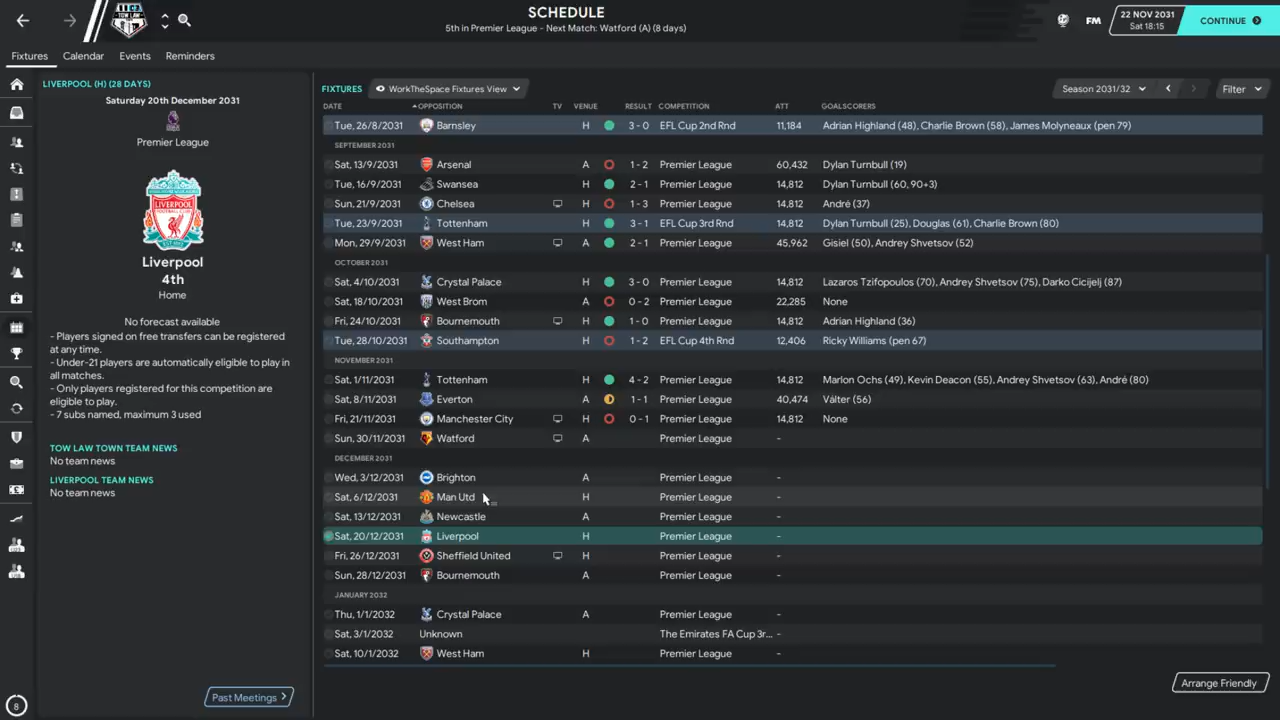 TOW LAW
SCHEDULE
5th in Premier League - Next Match: Watford (A) (8 days)
FM
22 NOV 2031
Sat 18:15
CONTINUE
Fixtures Calendar Events Reminders
LIVERPOOL (H) (28 DAYS)
Saturday 20th December 2031
Premier League
LIVERPOOL
FOOTBALL CLUB
Liverpool
4th
Home
No forecast available
- Players signed on free transfers can be registered
at any time.
- Under-21 players are automatically eligible to play in
all matches.
- Only players registered for this competition are
eligible to play.
- 7 subs named, maximum 3 used
TOW LAW TOWN TEAM NEWS
No team news
LIVERPOOL TEAM NEWS
No team news
Past Meetings
8
FIXTURES WorkTheSpace Fixtures View Season 2031/32 Filter
DATE OPPOSITION TV VENUE RESULT COMPETITION ATT GOALSCORERS
Tue, 26/8/2031 Barnsley H 3 - 0 EFL Cup 2nd Rnd 11,184 Adrian Highland (48), Charlie Brown (58), James Molyneaux (pen 79)
SEPTEMBER 2031
Sat, 13/9/2031 Arsenal A 1 - 2 Premier League 60,432 Dylan Turnbull (19)
Tue, 16/9/2031 Swansea H 2 - 1 Premier League 14,812 Dylan Turnbull (60, 90+3)
Sun, 21/9/2031 Chelsea H 1 - 3 Premier League 14,812 André (37)
Tue, 23/9/2031 Tottenham H 3 - 1 EFL Cup 3rd Rnd 14,812 Dylan Turnbull (25), Douglas (61), Charlie Brown (80)
Mon, 29/9/2031 West Ham A 2 - 1 Premier League 45,962 Gisiel (50), Andrey Shvetsov (52)
OCTOBER 2031
Sat, 4/10/2031 Crystal Palace H 3 - 0 Premier League 14,812 Lazaros Tzifopoulos (70), Andrey Shvetsov (75), Darko Cicijelj (87)
Sat, 18/10/2031 West Brom A 0 - 2 Premier League 22,285 None
Fri, 24/10/2031 Bournemouth H 1 - 0 Premier League 14,812 Adrian Highland (36)
Tue, 28/10/2031 Southampton H 1 - 2 EFL Cup 4th Rnd 12,406 Ricky Williams (pen 67)
NOVEMBER 2031
Sat, 1/11/2031 Tottenham H 4 - 2 Premier League 14,812 Marlon Ochs (49), Kevin Deacon (55), Andrey Shvetsov (63), André (80)
Sat, 8/11/2031 Everton A 1 - 1 Premier League 40,474 Válter (56)
Fri, 21/11/2031 Manchester City H 0 - 1 Premier League 14,812 None
Sun, 30/11/2031 Watford A Premier League -
DECEMBER 2031
Wed, 3/12/2031 Brighton A Premier League -
Sat, 6/12/2031 Man Utd H Premier League -
Sat, 13/12/2031 Newcastle A Premier League -
Sat, 20/12/2031 Liverpool H Premier League -
Fri, 26/12/2031 Sheffield United H Premier League -
Sun, 28/12/2031 Bournemouth A Premier League -
JANUARY 2032
Thu, 1/1/2032 Crystal Palace A Premier League -
Sat, 3/1/2032 Unknown The Emirates FA Cup 3r... -
Sat, 10/1/2032 West Ham H Premier League -
Arrange Friendly